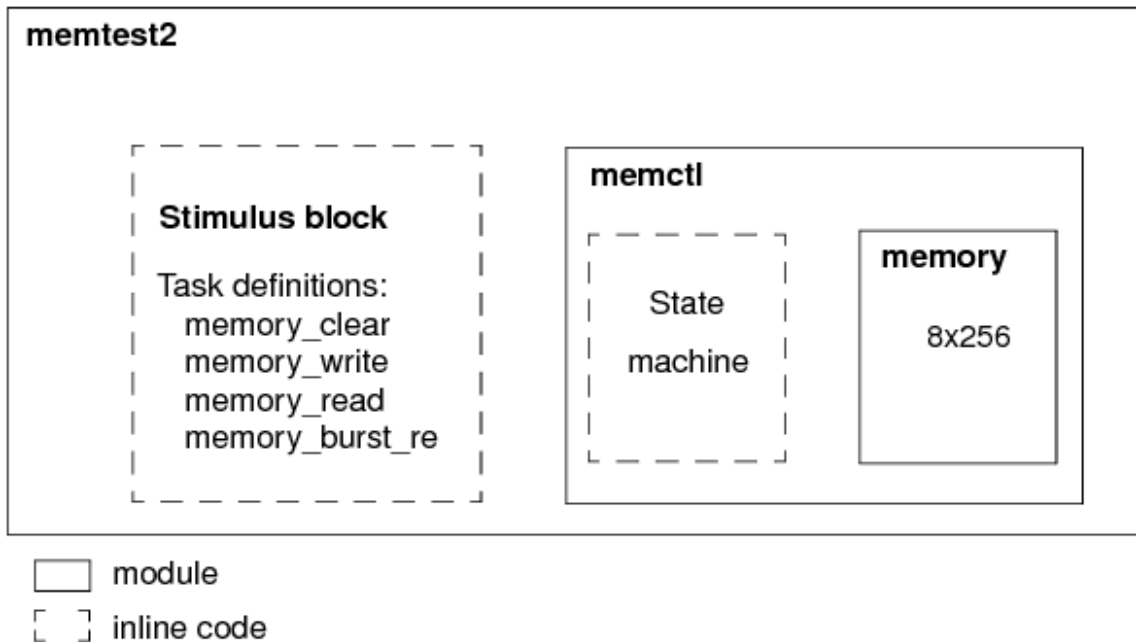 memtest2
Stimulus block
Task definitions:
memory_clear
memory_write
memory_read
memory_burst_re
memctl
State
machine
memory
8x256
module
inline code